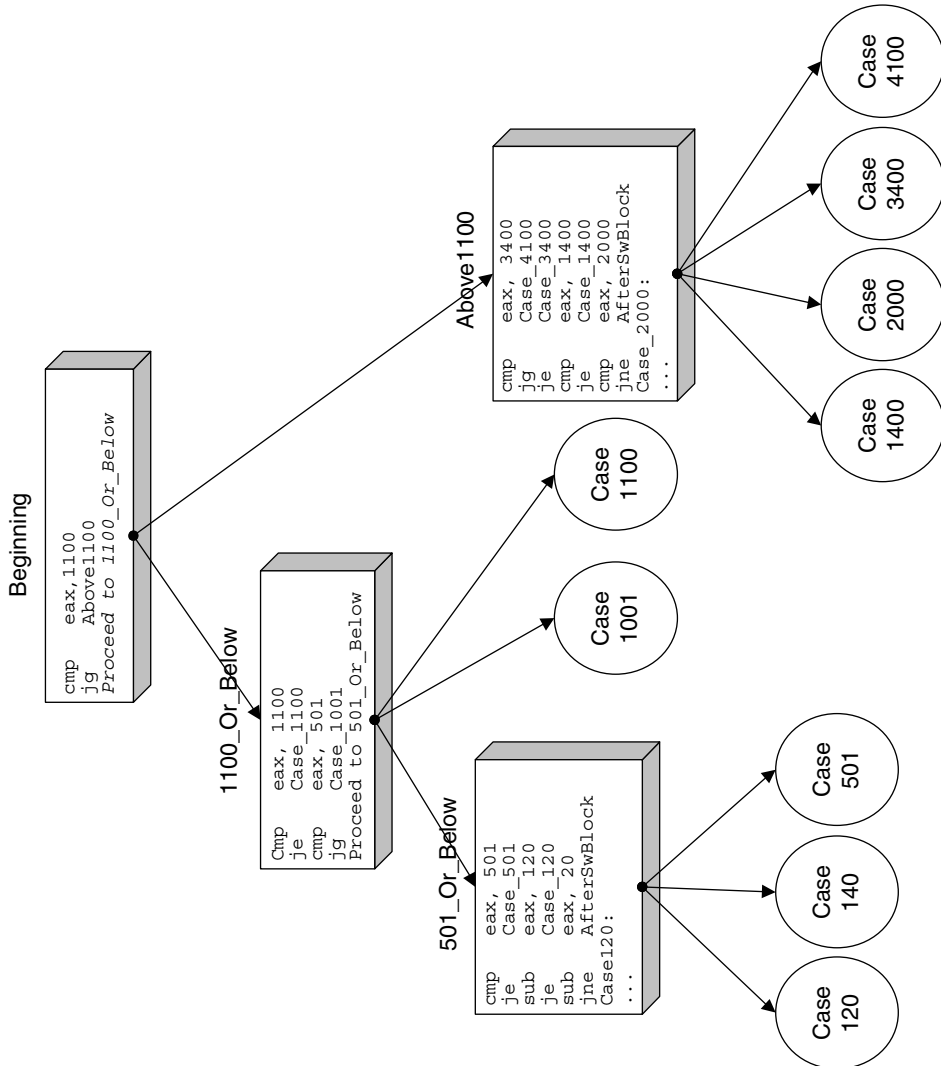 Beginning
cmp eax,1100
jg Above1100
Proceed to 1100_Or_Below
1100_Or_Below
Cmp eax, 1100
je Case_1100
cmp eax, 501
jg Case_1001
Proceed to 501_Or_Below
Above1100
cmp eax, 3400
jg Case_4100
je Case_3400
cmp eax, 1400
je Case_1400
cmp eax, 2000
jne AfterSwBlock
Case_2000:
...
501_Or_Below
cmp eax, 501
je Case_501
sub eax, 120
je Case_120
sub eax, 20
jne AfterSwBlock
Case120:
...
Case
1001
Case
1100
Case
120
Case
140
Case
501
Case
1400
Case
2000
Case
3400
Case
4100